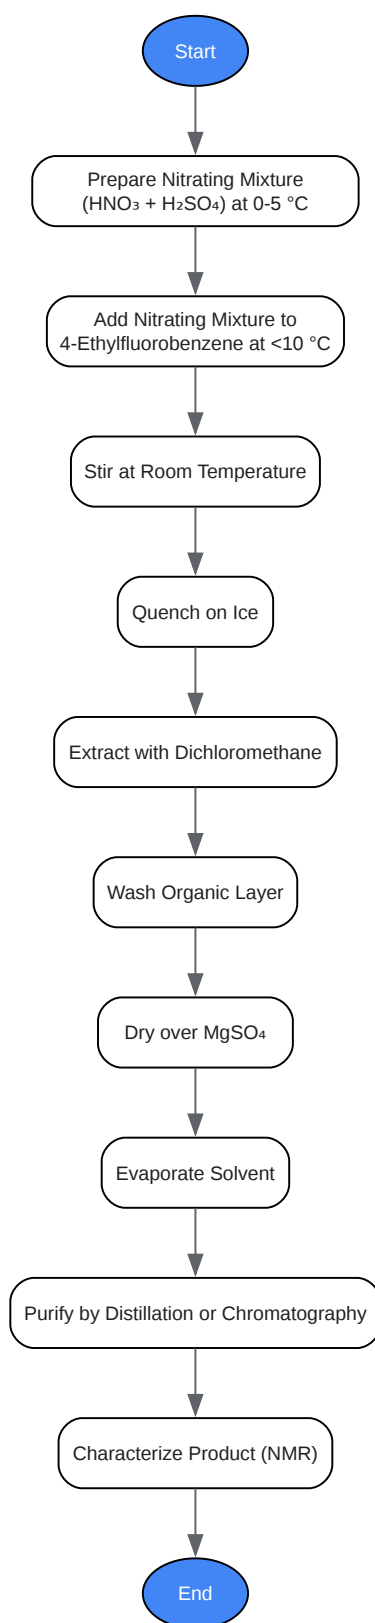 Start
Prepare Nitrating Mixture
(HNO₃ + H₂SO₄) at 0-5 °C
Add Nitrating Mixture to
4-Ethylfluorobenzene at <10 °C
Stir at Room Temperature
Quench on Ice
Extract with Dichloromethane
Wash Organic Layer
Dry over MgSO₄
Evaporate Solvent
Purify by Distillation or Chromatography
Characterize Product (NMR)
End